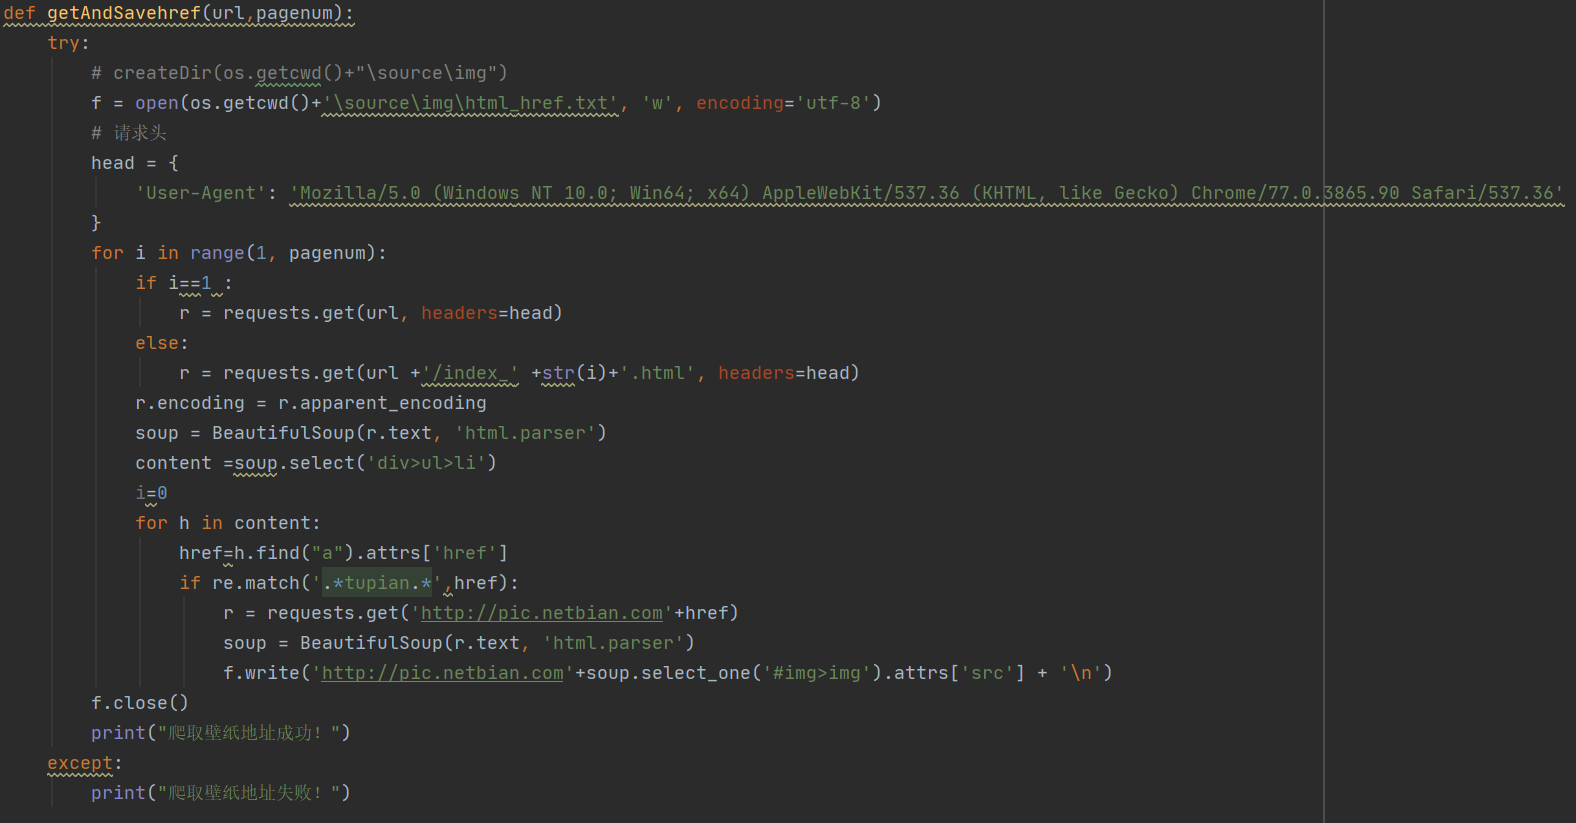 def getAndSavehref(url,pagenum):
    try:
        # createDir(os.getcwd()+"\source\img")
        f = open(os.getcwd()+'\source\img\html_href.txt', 'w', encoding='utf-8')
        # 请求头
        head = {
            'User-Agent': 'Mozilla/5.0 (Windows NT 10.0; Win64; x64) AppleWebKit/537.36 (KHTML, like Gecko) Chrome/77.0.3865.90 Safari/537.36'
        }
        for i in range(1, pagenum):
            if i==1 :
                r = requests.get(url, headers=head)
            else:
                r = requests.get(url +'/index_' +str(i)+'.html', headers=head)
            r.encoding = r.apparent_encoding
            soup = BeautifulSoup(r.text, 'html.parser')
            content =soup.select('div>ul>li')
            i=0
            for h in content:
                href=h.find("a").attrs['href']
                if re.match('.*tupian.*',href):
                    r = requests.get('http://pic.netbian.com'+href)
                    soup = BeautifulSoup(r.text, 'html.parser')
                    f.write('http://pic.netbian.com'+soup.select_one('#img>img').attrs['src'] + '\n')
        f.close()
        print("爬取壁纸地址成功！")
    except:
        print("爬取壁纸地址失败！")